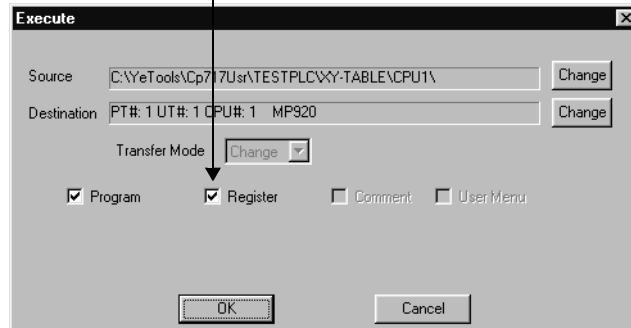 Execute
Source C:\YeTools\Cp717Usr\TESTPLC\XY-TABLE\CPU1\ Change
Destination PT#: 1 UT#: 1 CPU#: 1 MP920 Change
Transfer Mode Change
Program Register Comment User Menu
OK Cancel